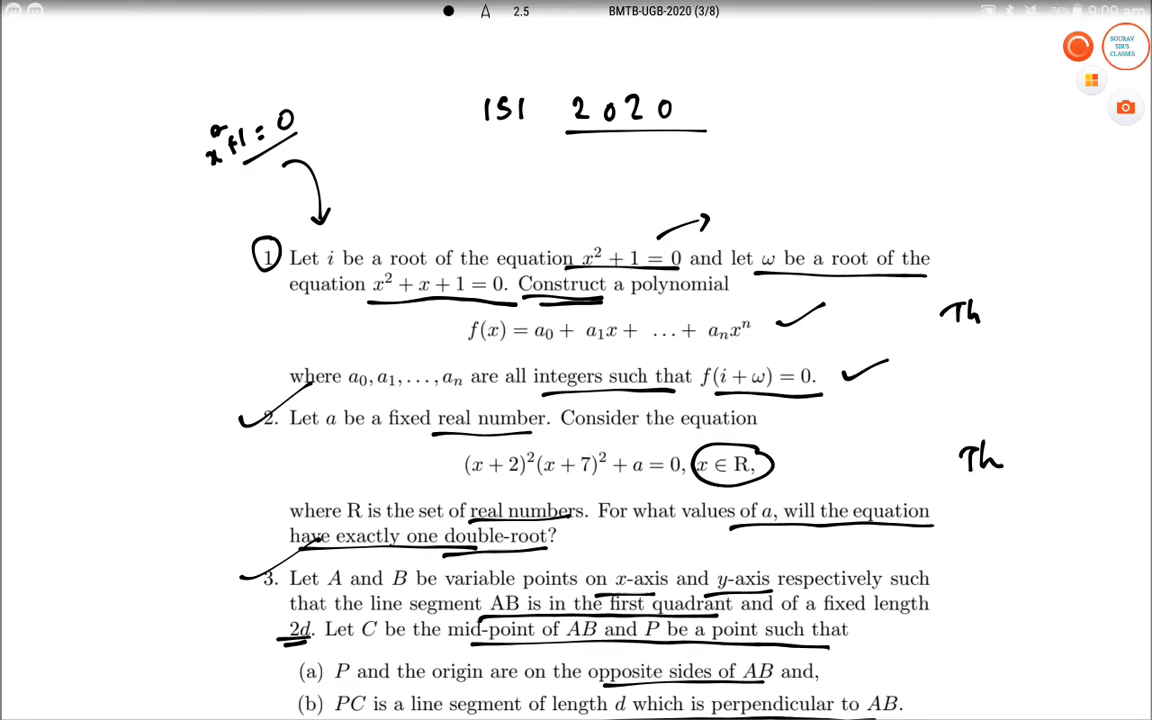 2.5
BMTB-UGB-2020 (3/8)
9:09 am
SOURAV
SIR'S
CLASSES
ISI 2020
x² +1 = 0
1 Let i be a root of the equation x² + 1 = 0 and let ω be a root of the
equation x² + x + 1 = 0. Construct a polynomial
f(x) = a₀ + a₁x + … + aₙxⁿ
Th
where a₀, a₁, . . . , aₙ are all integers such that f(i + ω) = 0.
2. Let a be a fixed real number. Consider the equation
(x + 2)²(x + 7)² + a = 0, x ∈ R,
Th
where R is the set of real numbers. For what values of a, will the equation
have exactly one double-root?
3. Let A and B be variable points on x-axis and y-axis respectively such
that the line segment AB is in the first quadrant and of a fixed length
2d. Let C be the mid-point of AB and P be a point such that
(a) P and the origin are on the opposite sides of AB and,
(b) PC is a line segment of length d which is perpendicular to AB.